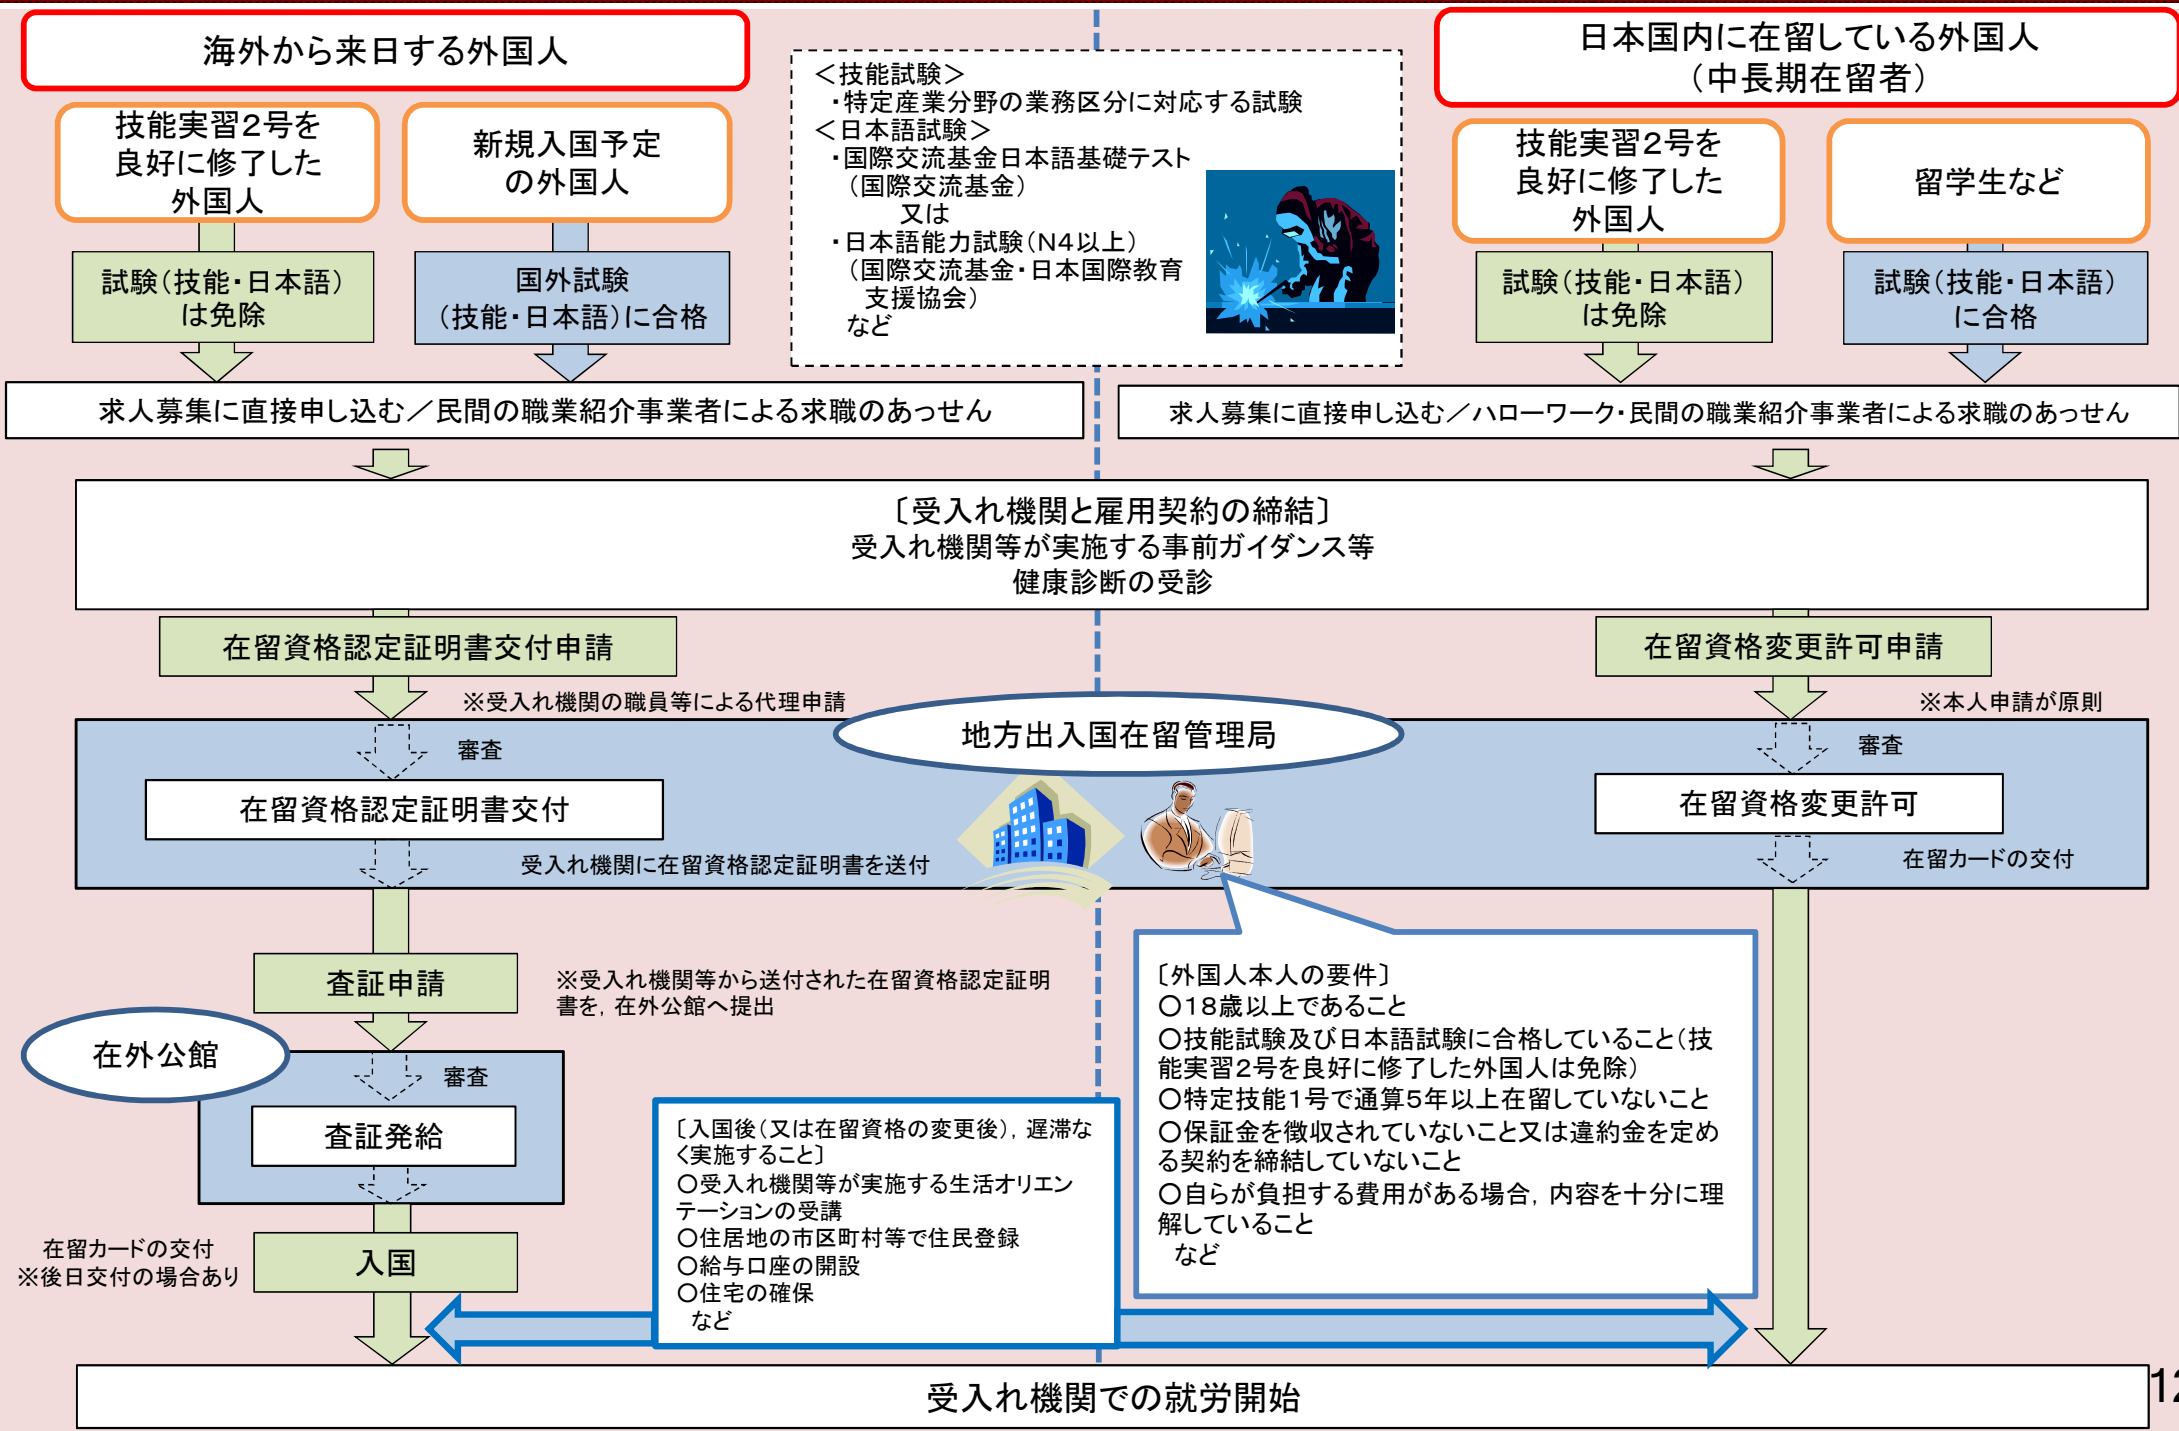 海外から来日する外国人
技能実習2号を
良好に修了した
外国人
新規入国予定
の外国人
試験(技能・日本語)
は免除
国外試験
(技能・日本語)に合格
<技能試験>
・特定産業分野の業務区分に対応する試験
<日本語試験>
・国際交流基金日本語基礎テスト
(国際交流基金)
又は
・日本語能力試験(N4以上)
(国際交流基金・日本国際教育
支援協会)
など
日本国内に在留している外国人
(中長期在留者)
技能実習2号を
良好に修了した
外国人
留学生など
試験(技能・日本語)
は免除
試験(技能・日本語)
に合格
求人募集に直接申し込む/民間の職業紹介事業者による求職のあっせん
求人募集に直接申し込む/ハローワーク・民間の職業紹介事業者による求職のあっせん
〔受入れ機関と雇用契約の締結〕
受入れ機関等が実施する事前ガイダンス等
健康診断の受診
在留資格認定証明書交付申請
※受入れ機関の職員等による代理申請
在留資格変更許可申請
※本人申請が原則
地方出入国在留管理局
審査
在留資格認定証明書交付
受入れ機関に在留資格認定証明書を送付
審査
在留資格変更許可
在留カードの交付
査証申請
※受入れ機関等から送付された在留資格認定証明
書を,在外公館へ提出
在外公館
審査
査証発給
在留カードの交付
※後日交付の場合あり
入国
〔入国後(又は在留資格の変更後),遅滞な
く実施すること〕
○受入れ機関等が実施する生活オリエン
テーションの受講
○住居地の市区町村等で住民登録
○給与口座の開設
○住宅の確保
など
〔外国人本人の要件〕
○18歳以上であること
○技能試験及び日本語試験に合格していること(技
能実習2号を良好に修了した外国人は免除)
○特定技能1号で通算5年以上在留していないこと
○保証金を徴収されていないこと又は違約金を定め
る契約を締結していないこと
○自らが負担する費用がある場合,内容を十分に理
解していること
など
受入れ機関での就労開始
12